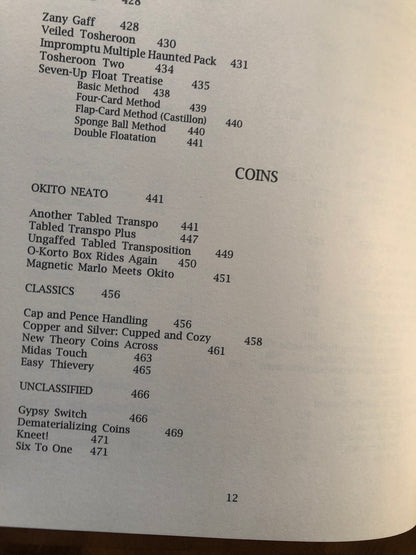 428
Zany Gaff 428
Veiled Tosheroon 430
Impromptu Multiple Haunted Pack 431
Tosheroon Two 434
Seven-Up Float Treatise 435
Basic Method 438
Four-Card Method 439
Flap-Card Method (Castillon) 440
Sponge Ball Method 440
Double Floatation 441
COINS
OKITO NEATO 441
Another Tabled Transpo 441
Tabled Transpo Plus 447
Ungaffed Tabled Transposition 449
O-Korto Box Rides Again 450
Magnetic Marlo Meets Okito 451
CLASSICS 456
Cap and Pence Handling 456
Copper and Silver: Cupped and Cozy 458
New Theory Coins Across 461
Midas Touch 463
Easy Thievery 465
UNCLASSIFIED 466
Gypsy Switch 466
Dematerializing Coins 469
Kneet! 471
Six To One 471
12